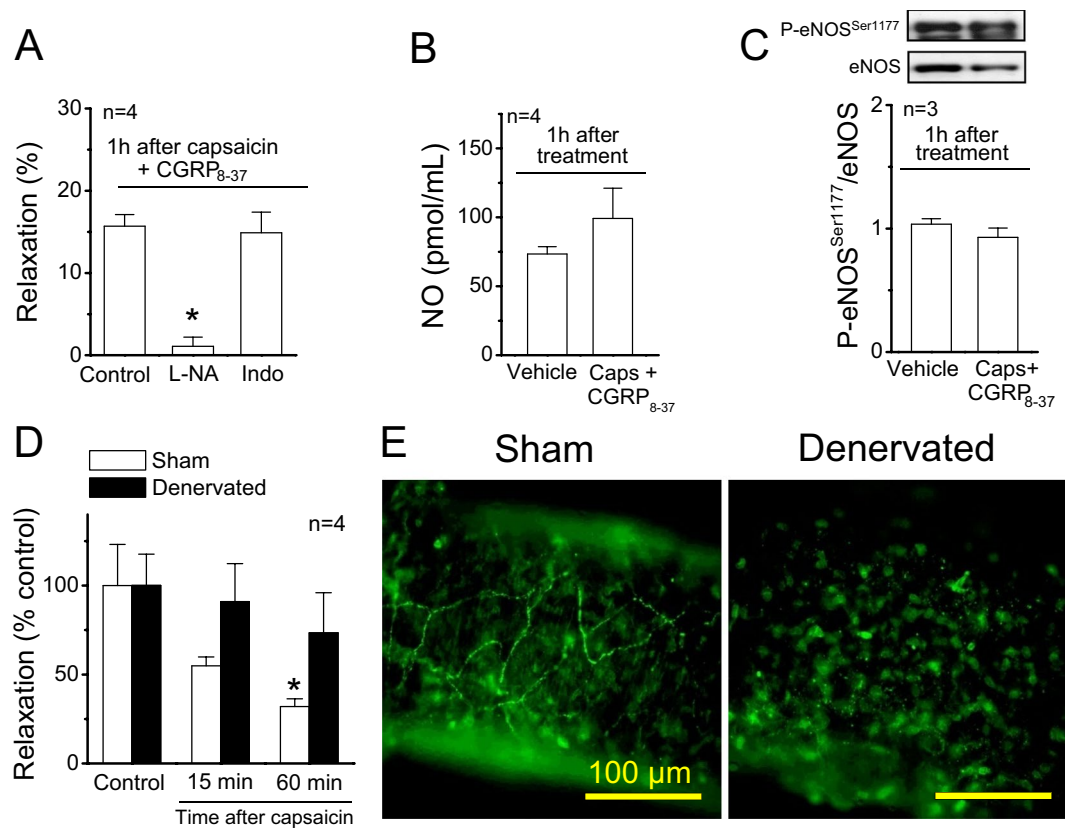 A
n=4
1h after capsaicin
+ CGRP8-37
Relaxation (%)
30
20
10
0
Control L-NA Indo
*
B
n=4
1h after
treatment
NO (pmol/mL)
150
100
50
0
Vehicle Caps +
CGRP8-37
C
P-eNOSSer1177
eNOS
n=3
1h after
treatment
P-eNOSSer1177/eNOS
2
1
0
Vehicle Caps+
CGRP8-37
D
Sham
Denervated
n=4
Relaxation (% control)
100
50
0
*
Control 15 min 60 min
Time after capsaicin
E
Sham Denervated
100 µm